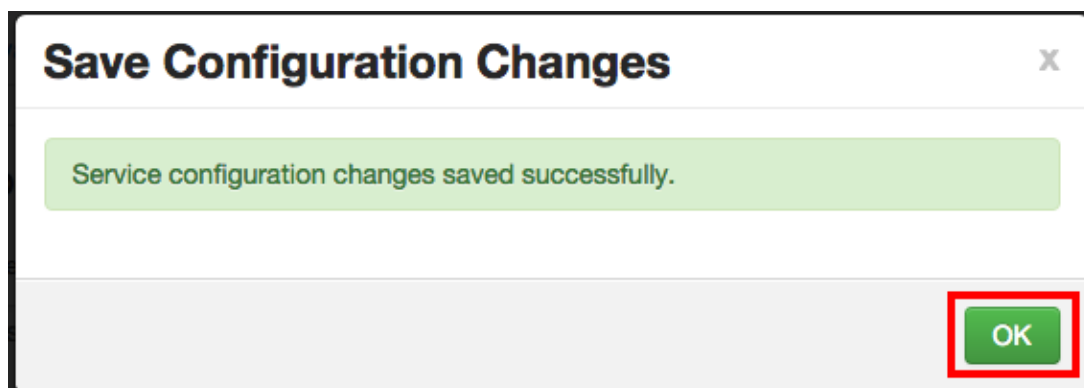 Save Configuration Changes
x
Service configuration changes saved successfully.
OK